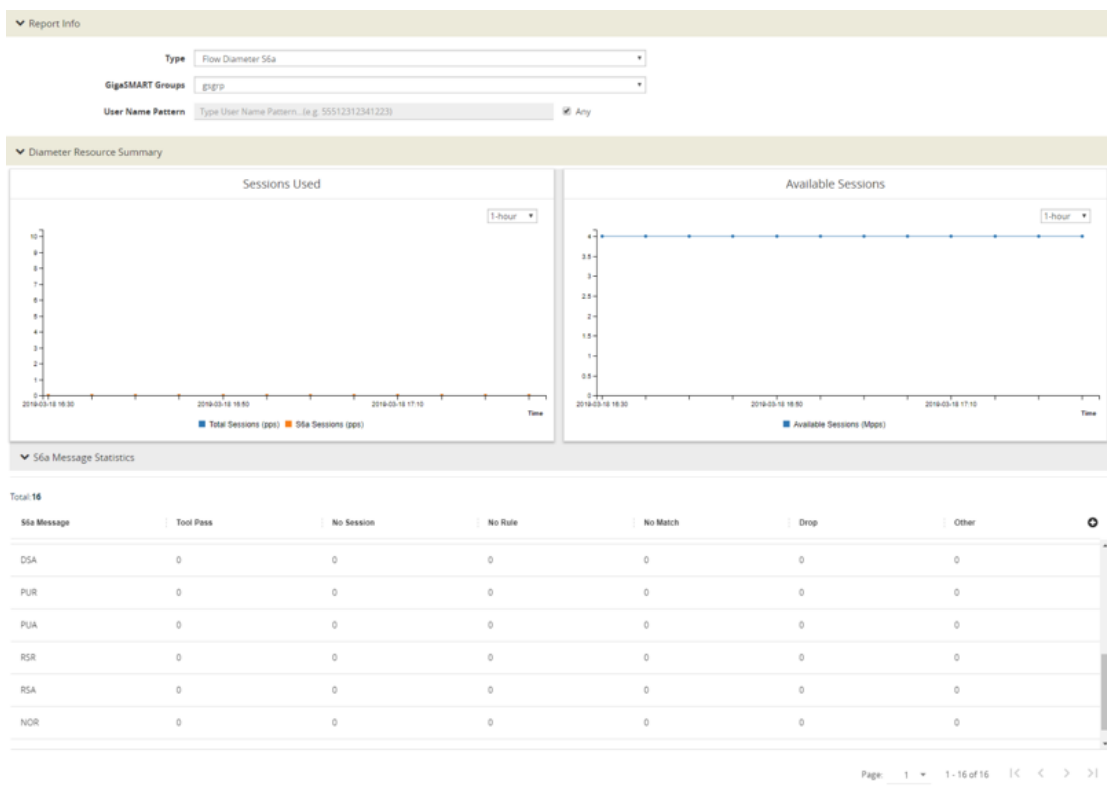 Report Info
Type Flow Diameter S6a
GigaSMART Groups gsgrp
User Name Pattern Type User Name Pattern...(e.g. 55512312341223) Any
Diameter Resource Summary
Sessions Used
1-hour
10
9
8
7
6
5
4
3
2
1
0
2019-03-18 16:30 2019-03-18 16:50 2019-03-18 17:10
Time
Total Sessions (pps) S6a Sessions (pps)
Available Sessions
1-hour
4
3.5
3
2.5
2
1.5
1
0.5
0
2019-03-18 16:30 2019-03-18 16:50 2019-03-18 17:10
Time
Available Sessions (Mpps)
S6a Message Statistics
Total:16
S6a Message Tool Pass No Session No Rule No Match Drop Other
DSA 0 0 0 0 0 0
PUR 0 0 0 0 0 0
PUA 0 0 0 0 0 0
RSR 0 0 0 0 0 0
RSA 0 0 0 0 0 0
NOR 0 0 0 0 0 0
Page: 1 1 - 16 of 16